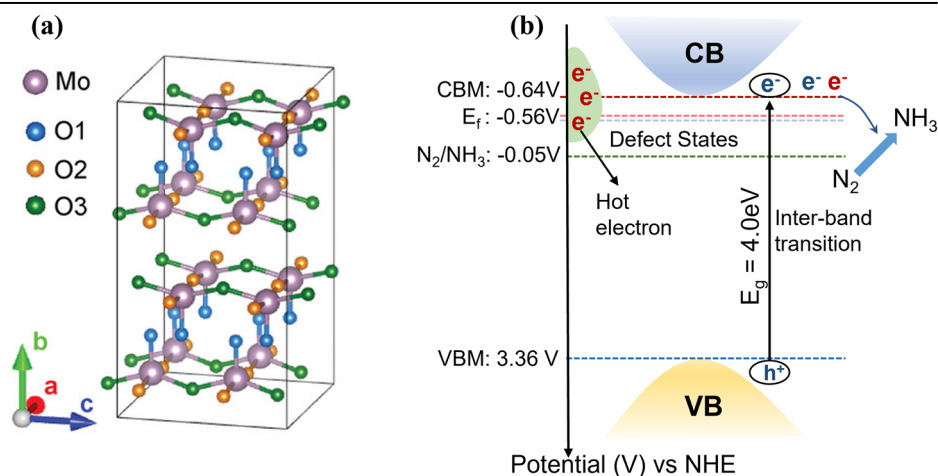 (a)
Mo
O1
O2
O3
b
a
c
(b)
CB
e⁻
e⁻
e⁻
e⁻ e⁻ e⁻
CBM: -0.64V
E_f : -0.56V
Defect States
N₂/NH₃: -0.05V
NH₃
N₂
Hot
electron
E_g = 4.0eV
Inter-band
transition
VBM: 3.36 V
h⁺
VB
Potential (V) vs NHE